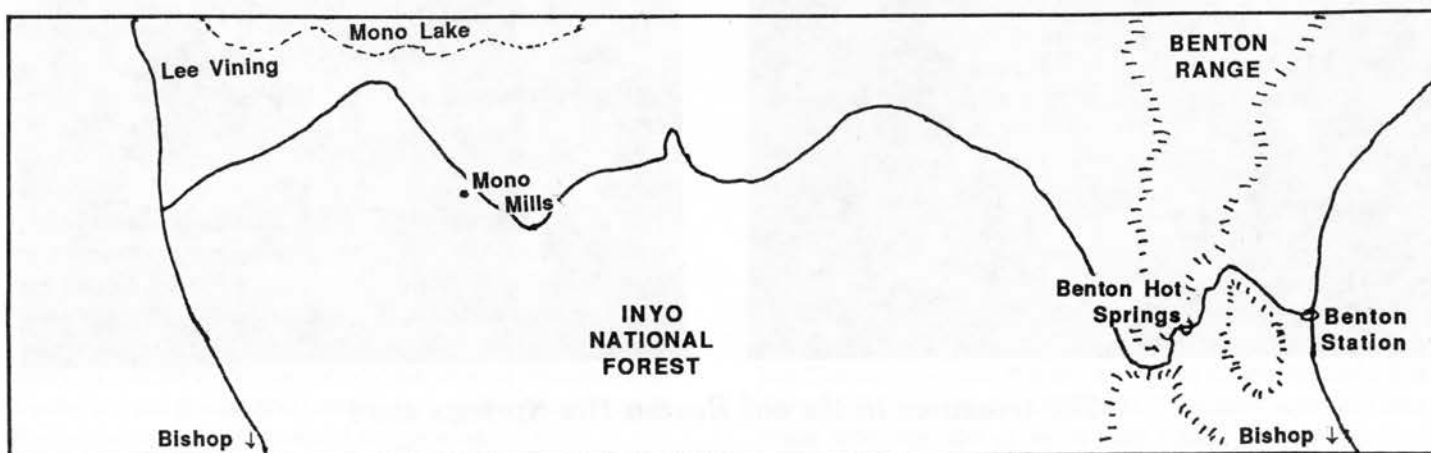 Mono Lake
Lee Vining
BENTON
RANGE
Mono
Mills
Benton Hot
Springs
INYO
NATIONAL
FOREST
Benton
Station
Bishop ↓
Bishop ↓